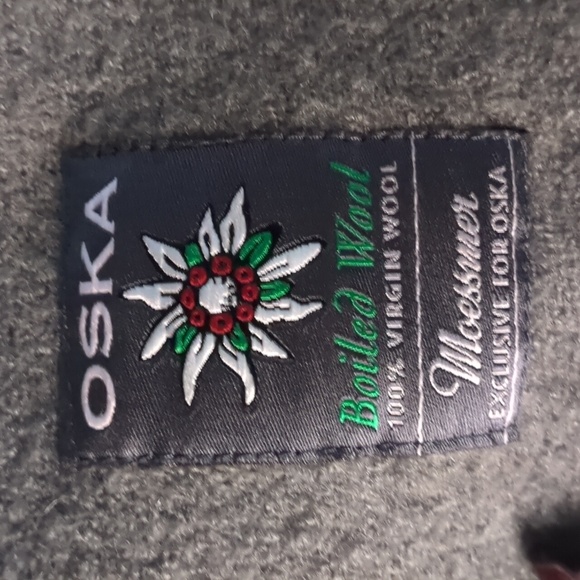 OSKA
Boiled Wool
100% VIRGIN WOOL
Moessmer
EXCLUSIVE FOR OSKA